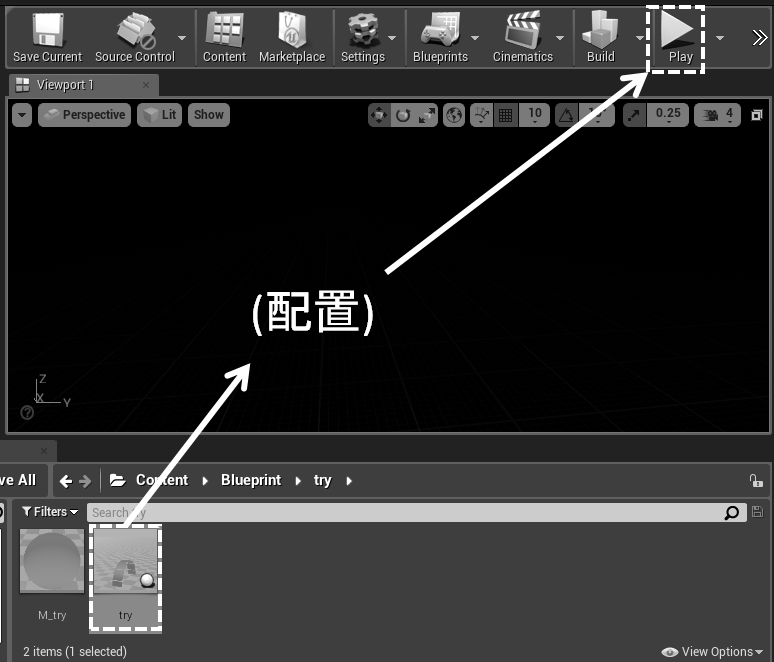 Save Current Source Control Content Marketplace Settings Blueprints Cinematics Build Play
Viewport 1
Perspective Lit Show 10 0.25 4
(配置)
Z
X Y
ve All Content Blueprint try
Filters Search
M_try try
2 items (1 selected) View Options